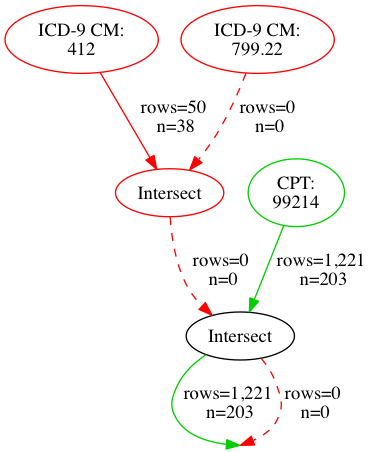 ICD-9 CM:
412
ICD-9 CM:
799.22
rows=50
n=38
rows=0
n=0
Intersect
CPT:
99214
rows=0
n=0
rows=1,221
n=203
Intersect
rows=1,221
n=203
rows=0
n=0